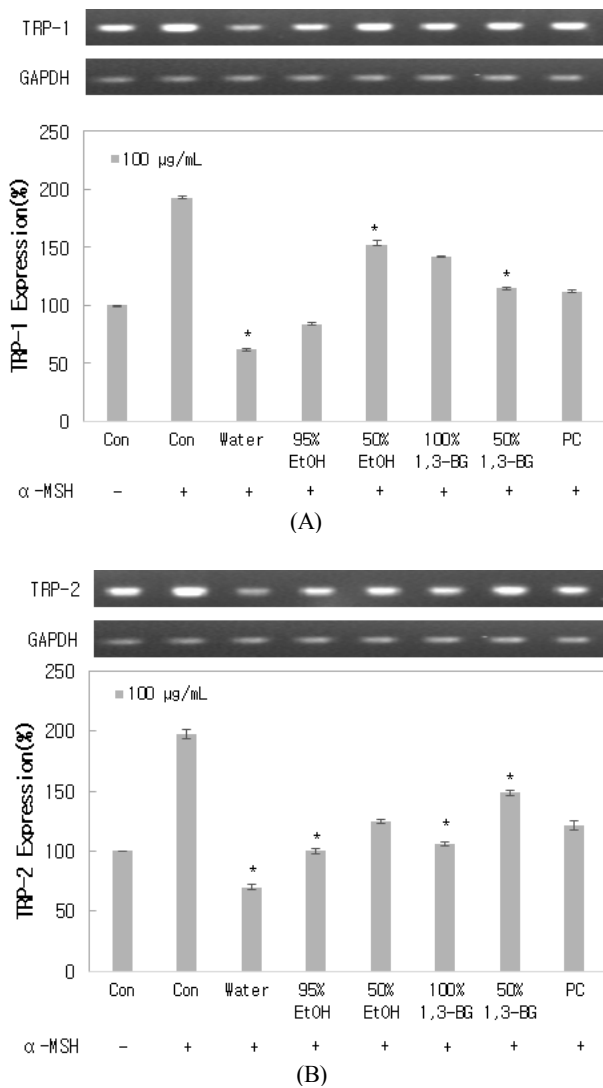 TRP-1
GAPDH
250
100 μg/mL
200
150
100
50
0
TRP-1 Expression(%)
* * *
Con Con Water 95% 50% 100% 50% PC
EtOH EtOH 1,3-BG 1,3-BG
α-MSH - + + + + + + +
(A)
TRP-2
GAPDH
250
100 μg/mL
200
150
100
50
0
TRP-2 Expression(%)
* * * *
Con Con Water 95% 50% 100% 50% PC
EtOH EtOH 1,3-BG 1,3-BG
α-MSH - + + + + + + +
(B)